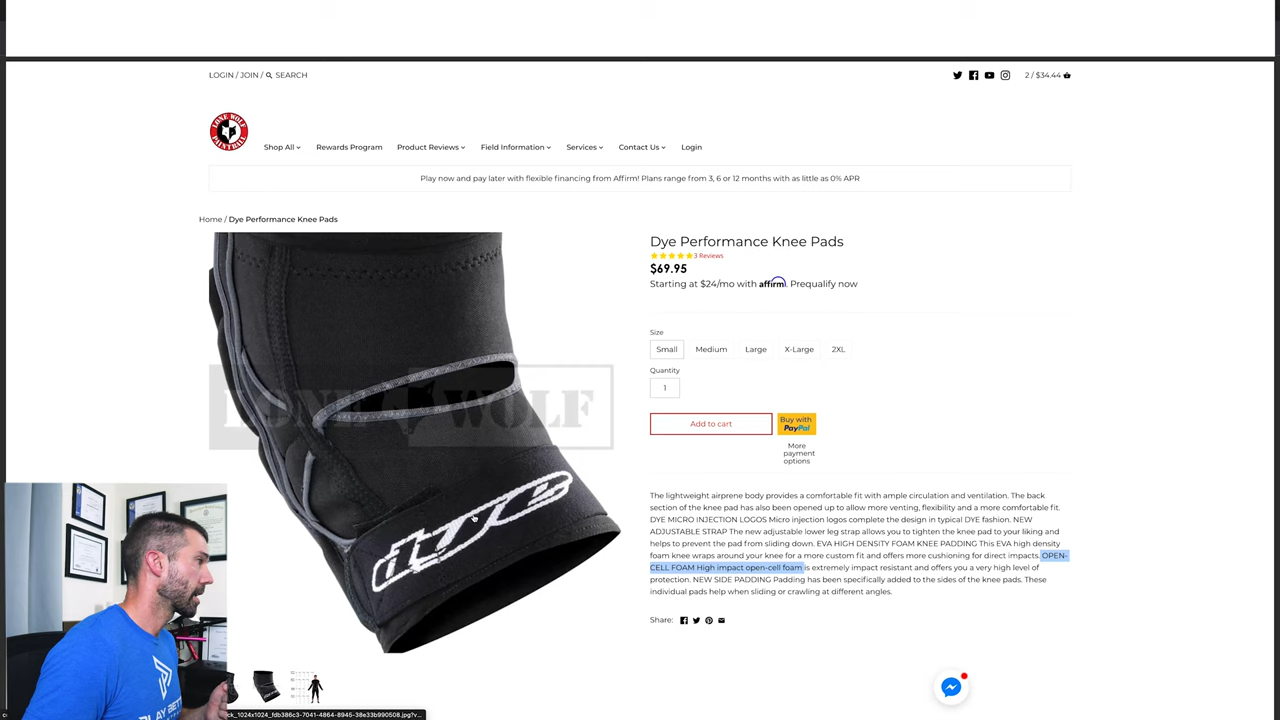 LOGIN / JOIN / SEARCH
2 / $34.44
LONE WOLF
PAINTBALL
Shop All Rewards Program Product Reviews Field Information Services Contact Us Login
Play now and pay later with flexible financing from Affirm! Plans range from 3, 6 or 12 months with as little as 0% APR
Home / Dye Performance Knee Pads
Dye Performance Knee Pads
3 Reviews
$69.95
Starting at $24/mo with affirm. Prequalify now
Size
Small Medium Large X-Large 2XL
Quantity
1
Add to cart
Buy with
PayPal
More
payment
options
LONE WOLF
dye
The lightweight airprene body provides a comfortable fit with ample circulation and ventilation. The back
section of the knee pad has also been opened up to allow more venting, flexibility and a more comfortable fit.
DYE MICRO INJECTION LOGOS Micro injection logos complete the design in typical DYE fashion. NEW
ADJUSTABLE STRAP The new adjustable lower leg strap allows you to tighten the knee pad to your liking and
helps to prevent the pad from sliding down. EVA HIGH DENSITY FOAM KNEE PADDING This EVA high density
foam knee wraps around your knee for a more custom fit and offers more cushioning for direct impacts. OPEN-
CELL FOAM High impact open-cell foam is extremely impact resistant and offers you a very high level of
protection. NEW SIDE PADDING Padding has been specifically added to the sides of the knee pads. These
individual pads help when sliding or crawling at different angles.
Share:
ck_1024x1024_fdb386c3-7041-4864-8945-38e33b990508.jpg?v...